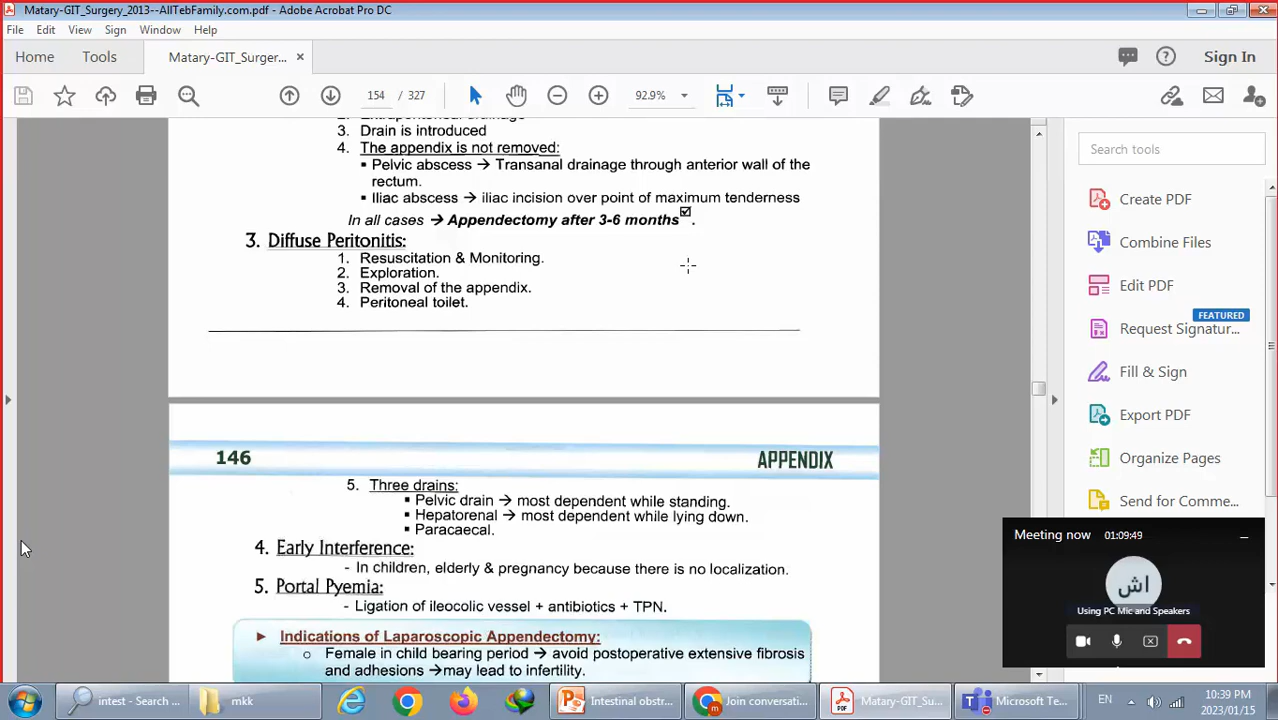 Matary-GIT_Surgery_2013--AllTebFamily.com.pdf - Adobe Acrobat Pro DC
File Edit View Sign Window Help
Home Tools Matary-GIT_Surger... × Sign In
154 / 327 92.9%
2. Extraperitoneal drainage
3. Drain is introduced
4. The appendix is not removed:
▪ Pelvic abscess → Transanal drainage through anterior wall of the
rectum.
▪ Iliac abscess → iliac incision over point of maximum tenderness
In all cases → Appendectomy after 3-6 months☑.
3. Diffuse Peritonitis:
1. Resuscitation & Monitoring.
2. Exploration.
3. Removal of the appendix.
4. Peritoneal toilet.
146 APPENDIX
5. Three drains:
▪ Pelvic drain → most dependent while standing.
▪ Hepatorenal → most dependent while lying down.
▪ Paracaecal.
4. Early Interference:
- In children, elderly & pregnancy because there is no localization.
5. Portal Pyemia:
- Ligation of ileocolic vessel + antibiotics + TPN.
► Indications of Laparoscopic Appendectomy:
o Female in child bearing period → avoid postoperative extensive fibrosis
and adhesions →may lead to infertility.
Search tools
Create PDF
Combine Files
Edit PDF
FEATURED
Request Signatur...
Fill & Sign
Export PDF
Organize Pages
Send for Comme...
Meeting now 01:09:49
اش
Using PC Mic and Speakers
intest - Search ... mkk Intestinal obstr... Join conversati... Matary-GIT_Su... Microsoft Te... EN 10:39 PM
2023/01/15